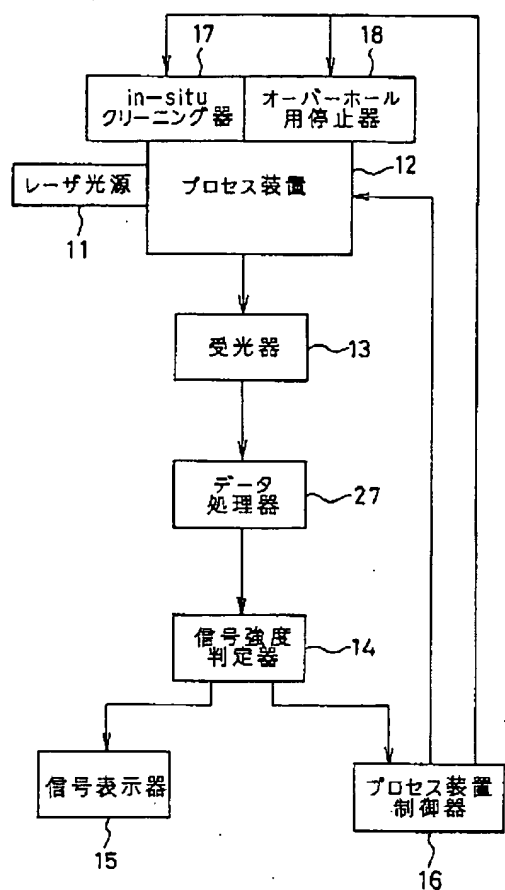 17
18
in-situ
クリーニング器
オーバーホール
用停止器
レーザ光源
プロセス装置
12
11
受光器
13
データ
処理器
27
信号強度
判定器
14
信号表示器
プロセス装置
制御器
15
16